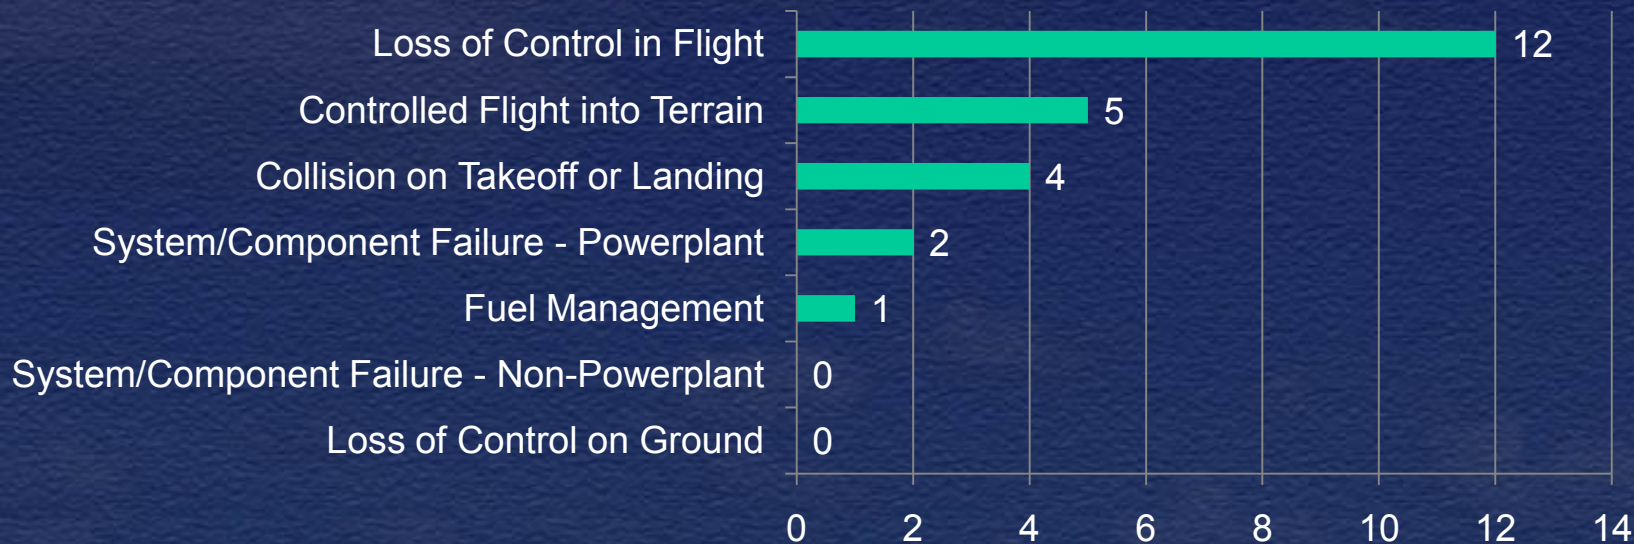 Loss of Control in Flight 12
Controlled Flight into Terrain 5
Collision on Takeoff or Landing 4
System/Component Failure - Powerplant 2
Fuel Management 1
System/Component Failure - Non-Powerplant 0
Loss of Control on Ground 0
0 2 4 6 8 10 12 14